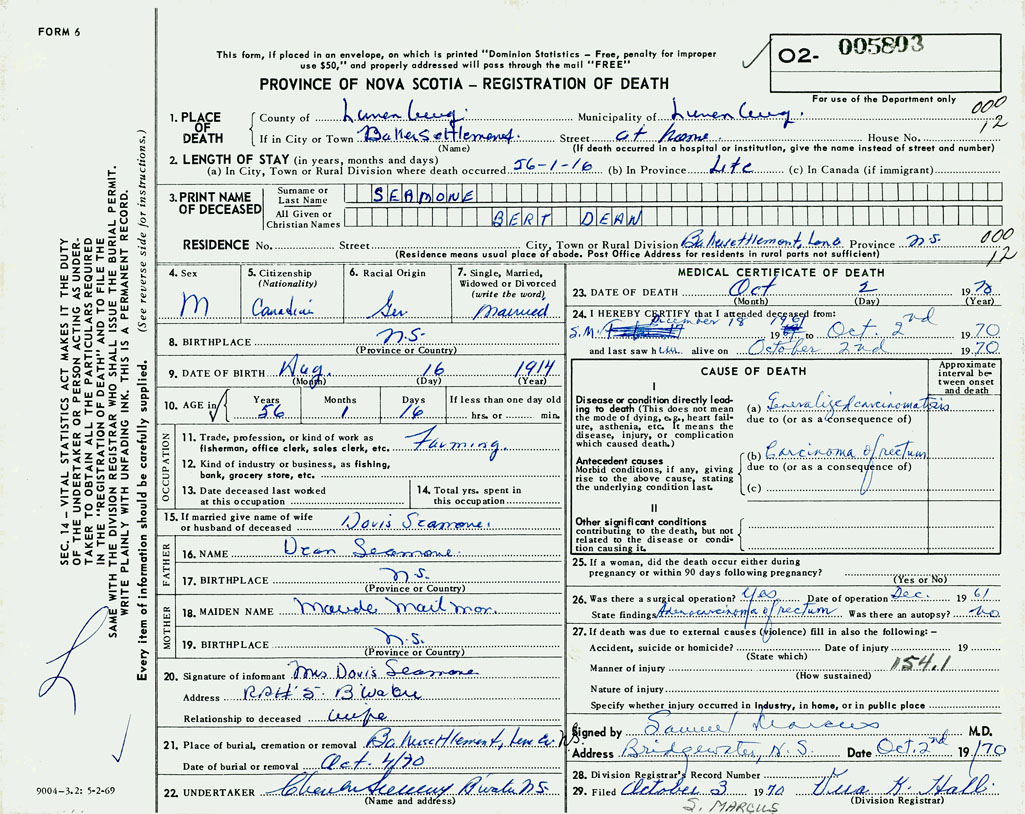 FORM 6
This form, if placed in an envelope, on which is printed "Dominion Statistics — Free, penalty for improper
use $50," and properly addressed will pass through the mail "FREE"
PROVINCE OF NOVA SCOTIA — REGISTRATION OF DEATH
O2- 005803
For use of the Department only
000
12
1. PLACE OF DEATH
County of Lunenburg. Municipality of Lunenburg.
If in City or Town Bakersettlement. Street at home. House No.
(Name) (If death occurred in a hospital or institution, give the name instead of street and number)
2. LENGTH OF STAY (in years, months and days)
(a) In City, Town or Rural Division where death occurred 56-1-16 (b) In Province Life (c) In Canada (if immigrant)
3. PRINT NAME OF DECEASED
Surname or Last Name SEAMONE
All Given or Christian Names BERT DEAN
RESIDENCE No. Street City, Town or Rural Division Bakersettlement, Province N.S.
000
12
(Residence means usual place of abode. Post Office Address for residents in rural parts not sufficient)
4. Sex M
5. Citizenship (Nationality)
6. Racial Origin Ger
7. Single, Married, Widowed or Divorced (write the word) Married
8. BIRTHPLACE N.S.
(Province or Country)
9. DATE OF BIRTH Aug. 16 1914
(Month) (Day) (Year)
10. AGE in Years 56 Months 1 Days 16 If less than one day old hrs. or min.
OCCUPATION
11. Trade, profession, or kind of work as fisherman, office clerk, sales clerk, etc. Farming.
12. Kind of industry or business, as fishing, bank, grocery store, etc.
13. Date deceased last worked at this occupation
14. Total yrs. spent in this occupation
15. If married give name of wife or husband of deceased Doris Seamone.
FATHER
16. NAME Dean Seamone.
17. BIRTHPLACE N.S.
(Province or Country)
MOTHER
18. MAIDEN NAME Maude Mailman.
19. BIRTHPLACE N.S.
(Province or Country)
20. Signature of informant Mrs Doris Seamone
Address RR#5 B'water
Relationship to deceased wife
21. Place of burial, cremation or removal Bakersettlement, Lun. Co. N.S.
Date of burial or removal Oct. 4/70
22. UNDERTAKER B'water N.S.
(Name and address)
MEDICAL CERTIFICATE OF DEATH
23. DATE OF DEATH Oct 2 1970
(Month) (Day) (Year)
24. I HEREBY CERTIFY that I attended deceased from:
S.M. December 18 1961 to Oct. 2nd 1970
and last saw him alive on October 2nd 1970
CAUSE OF DEATH
Approximate interval between onset and death
I
Disease or condition directly leading to death (This does not mean the mode of dying, e.g., heart failure, asthenia, etc. It means the disease, injury, or complication which caused death.)
(a) Generalized carcinomatosis
due to (or as a consequence of)
Antecedent causes
Morbid conditions, if any, giving rise to the above cause, stating the underlying condition last.
(b) Carcinoma of rectum
due to (or as a consequence of)
(c)
II
Other significant conditions
contributing to the death, but not related to the disease or condition causing it.
25. If a woman, did the death occur either during pregnancy or within 90 days following pregnancy?
(Yes or No)
26. Was there a surgical operation? Yes Date of operation Dec. 1961
State findings Adenocarcinoma of rectum Was there an autopsy? no
27. If death was due to external causes (violence) fill in also the following: —
Accident, suicide or homicide? Date of injury 19
(State which)
154.1
Manner of injury
(How sustained)
Nature of injury
Specify whether injury occurred in industry, in home, or in public place
Signed by Samuel Marcus M.D.
Address Bridgewater, N.S. Date Oct. 2nd 19/70
28. Division Registrar's Record Number
29. Filed October 3 1970 Vera K. Hall
(Division Registrar)
S. MARCUS
SEC. 14 — VITAL STATISTICS ACT MAKES IT THE DUTY
OF THE UNDERTAKER OR PERSON ACTING AS UNDER-
TAKER TO OBTAIN ALL THE PARTICULARS REQUIRED
IN THE "REGISTRATION OF DEATH" AND TO FILE THE
SAME WITH THE DIVISION REGISTRAR WHO SHALL ISSUE THE BURIAL PERMIT.
WRITE PLAINLY WITH UNFADING INK. THIS IS A PERMANENT RECORD.
Every item of information should be carefully supplied. (See reverse side for instructions.)
9004-3.2: 5-2-69